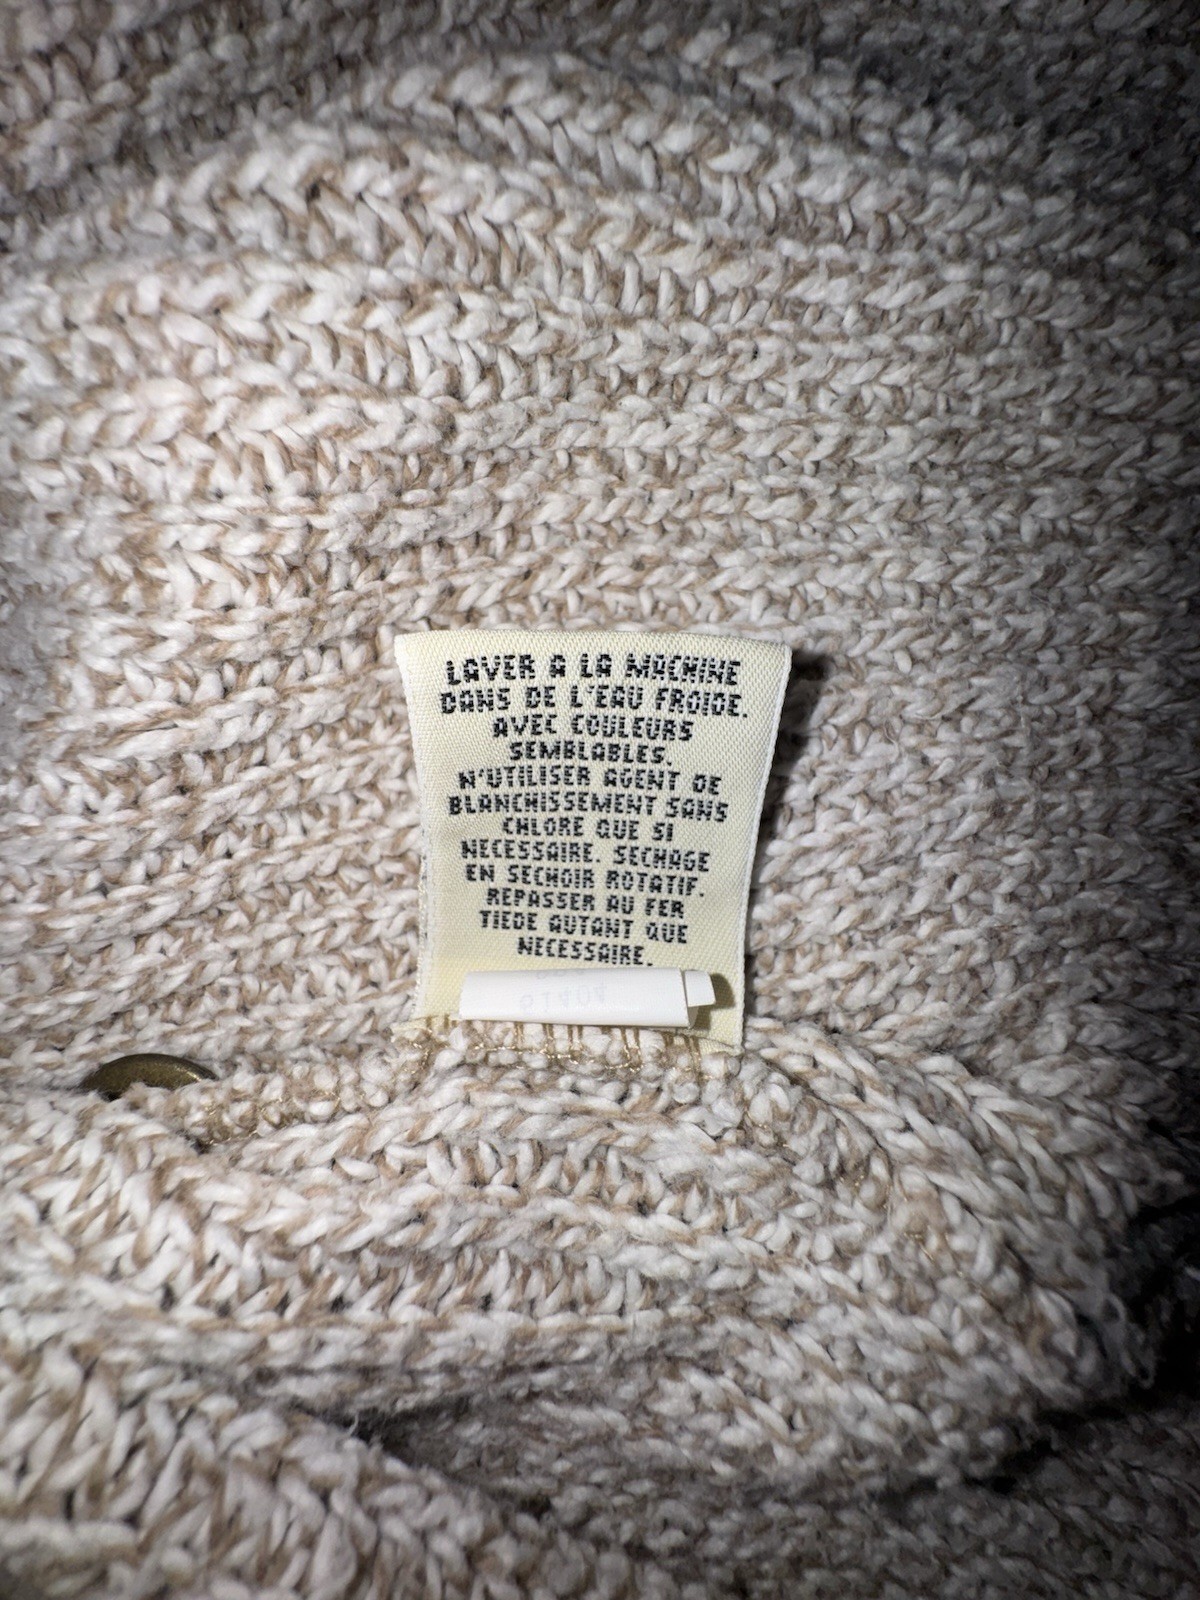 LAVER A LA MACHINE
DANS DE L'EAU FROIDE.
AVEC COULEURS
SEMBLABLES.
N'UTILISER AGENT DE
BLANCHISSEMENT SANS
CHLORE QUE SI
NECESSAIRE. SECHAGE
EN SECHOIR ROTATIF.
REPASSER AU FER
TIEDE AUTANT QUE
NECESSAIRE.